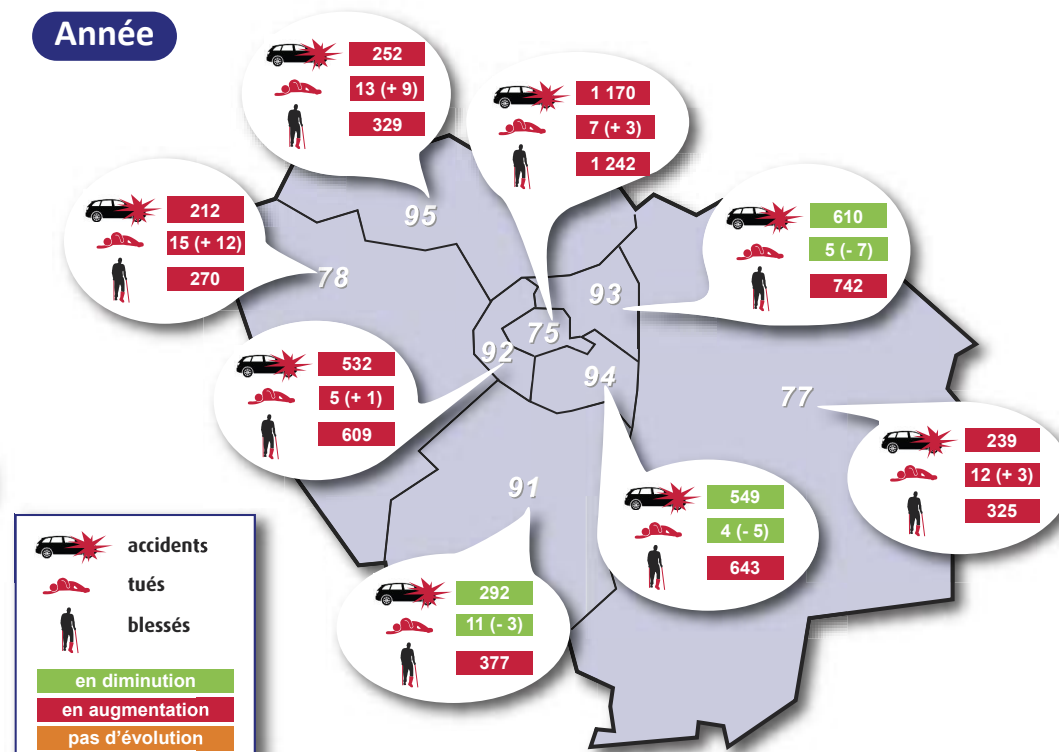 Année
252
13 (+ 9)
329
1 170
7 (+ 3)
1 242
212
15 (+ 12)
270
610
5 (- 7)
742
95
78
93
75
92
94
77
91
532
5 (+ 1)
609
239
12 (+ 3)
325
549
4 (- 5)
643
292
11 (- 3)
377
accidents
tués
blessés
en diminution
en augmentation
pas d'évolution